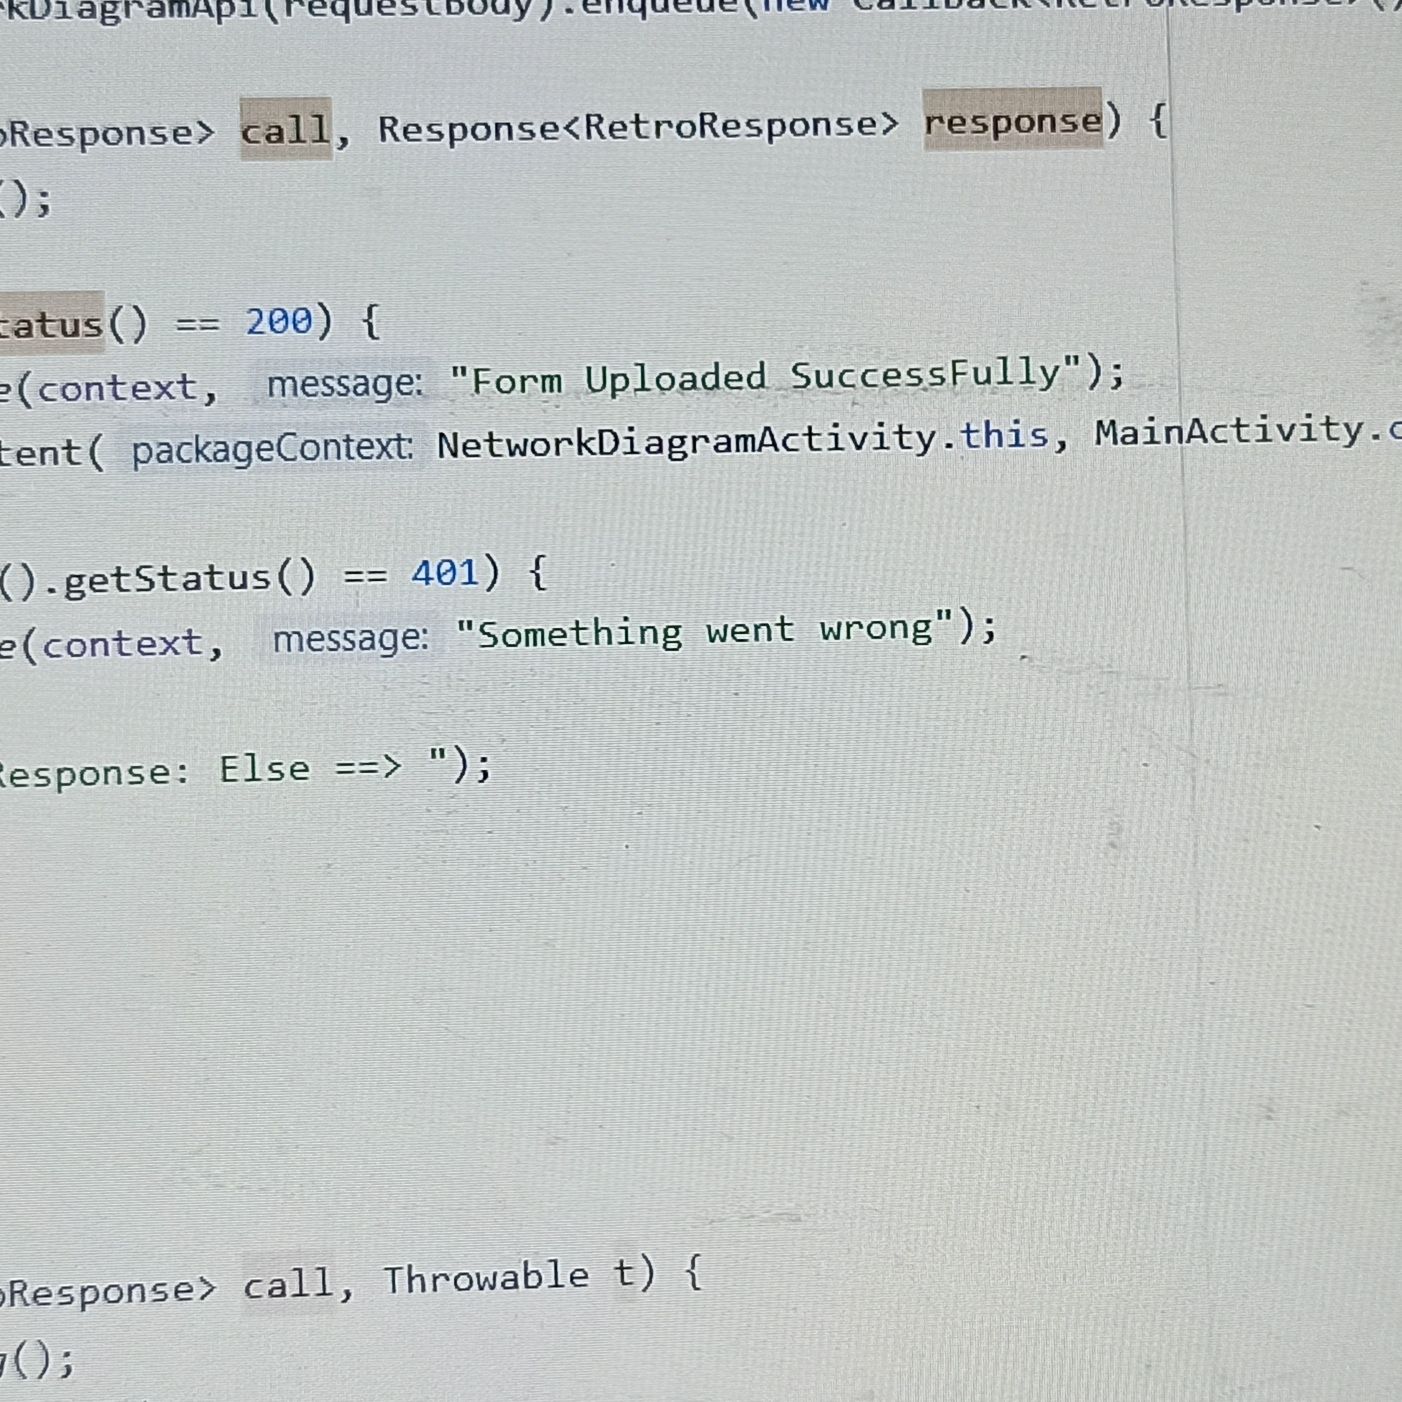 kDiagramApi(requestBody).enqueue(new Callback<RetroResponse>()
oResponse> call, Response<RetroResponse> response) {
();
tatus() == 200) {
e(context, message: "Form Uploaded SuccessFully");
tent( packageContext: NetworkDiagramActivity.this, MainActivity.c
().getStatus() == 401) {
e(context, message: "Something went wrong");
Response: Else ==> ");
oResponse> call, Throwable t) {
();